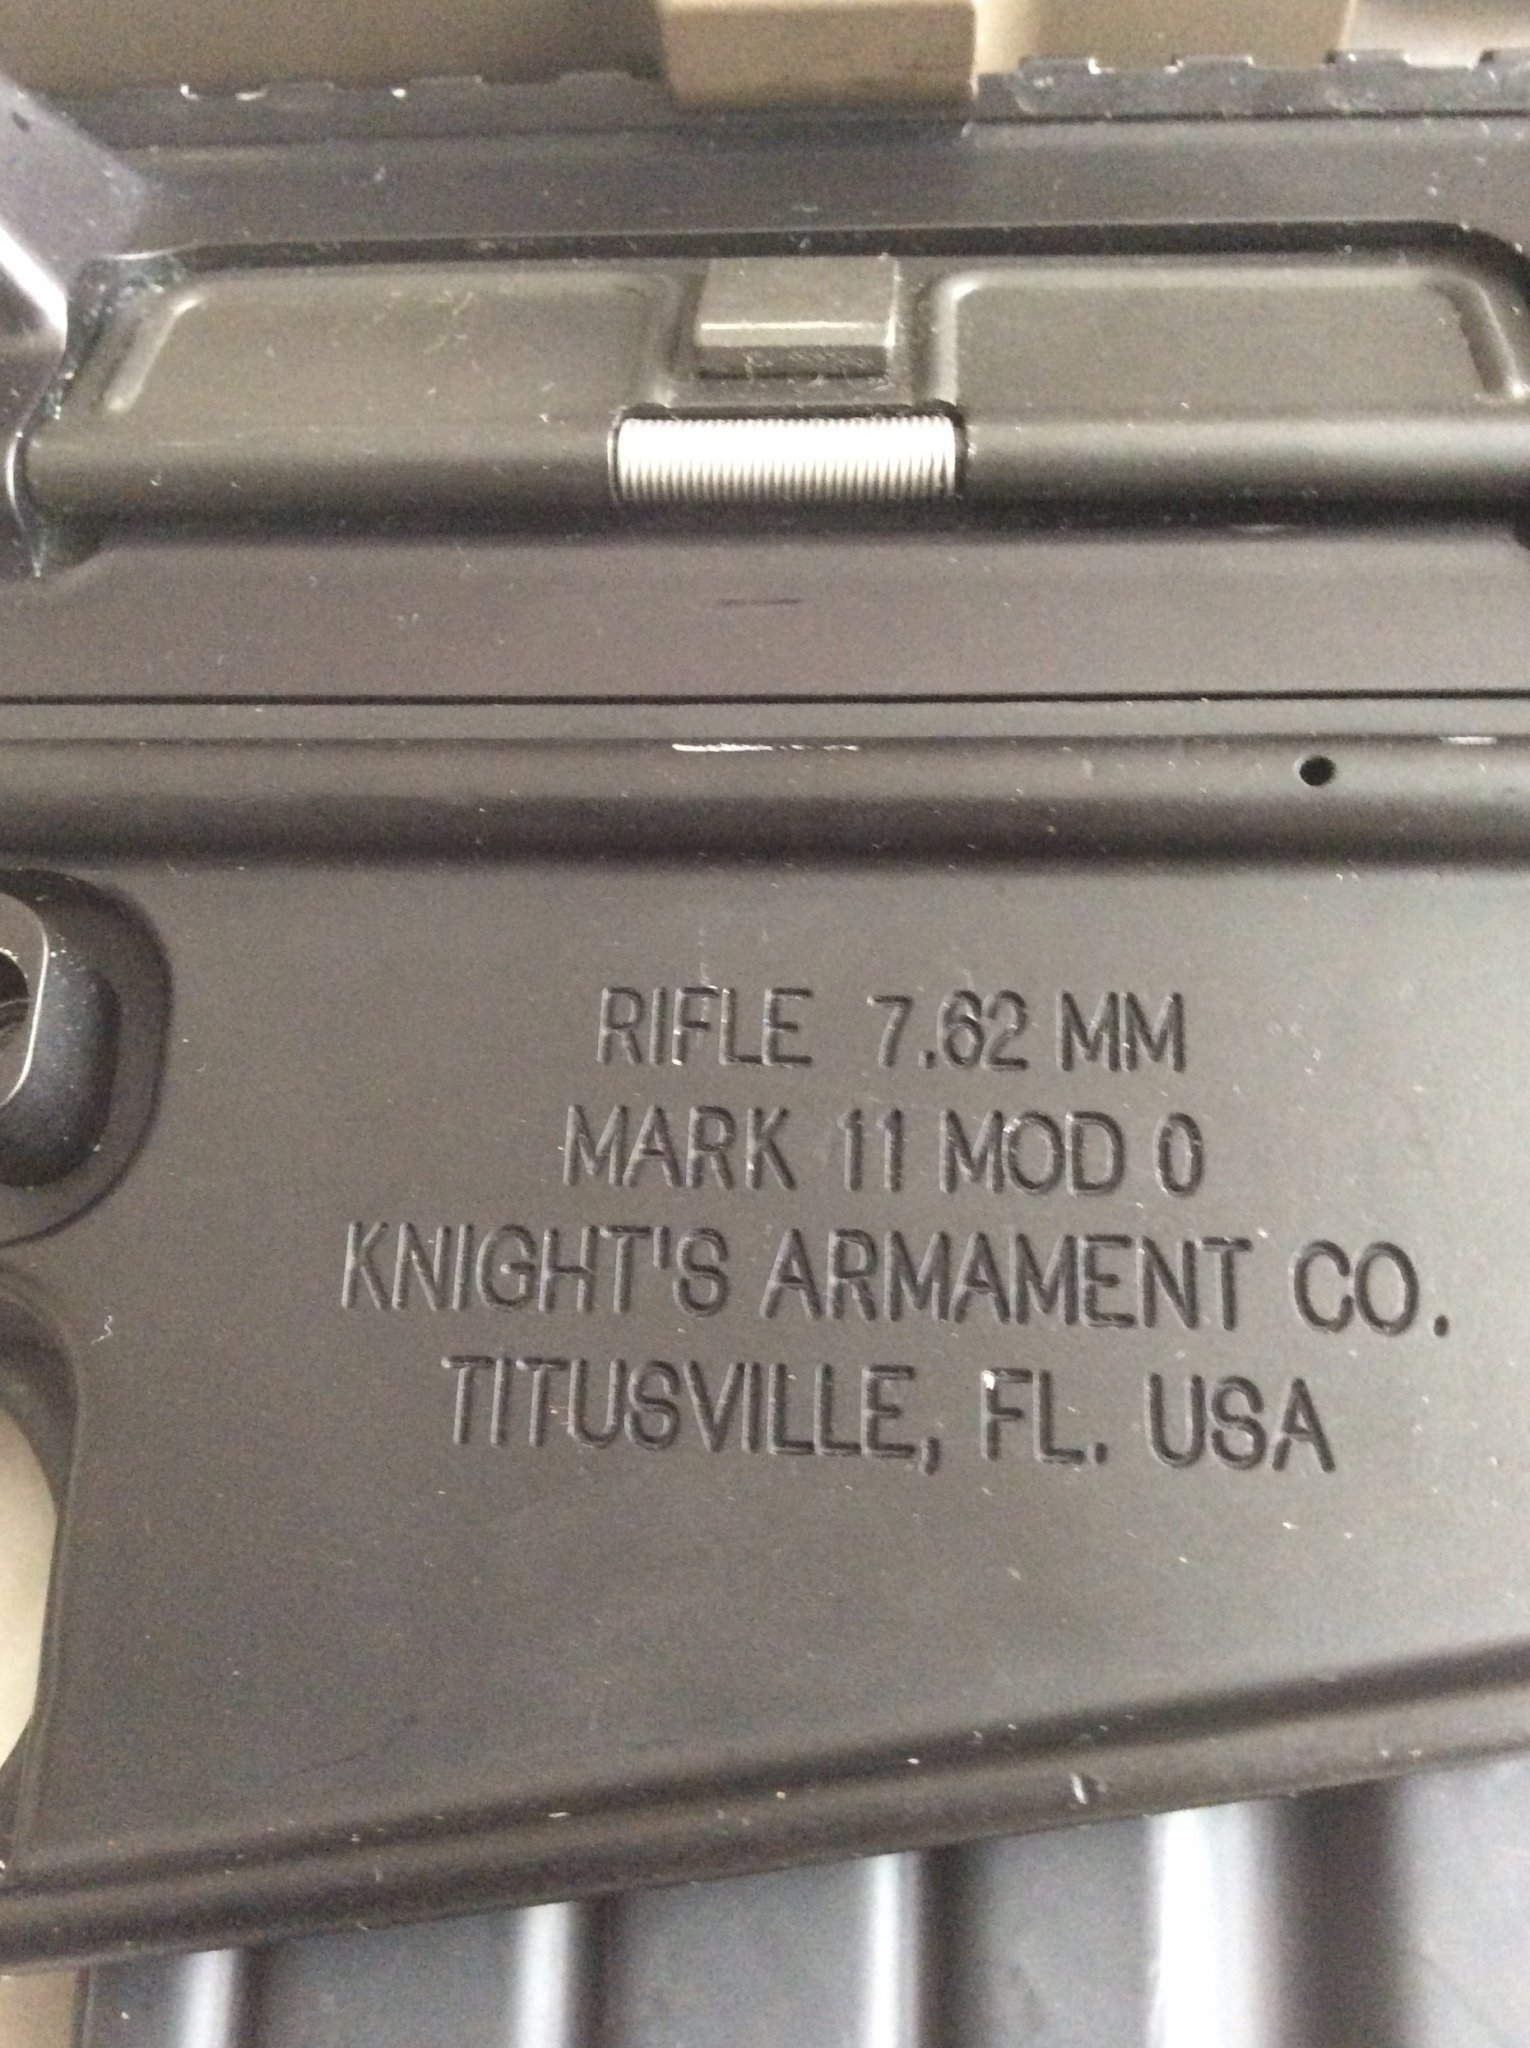 RIFLE 7.62 MM
MARK 11 MOD 0
KNIGHT'S ARMAMENT CO.
TITUSVILLE, FL. USA